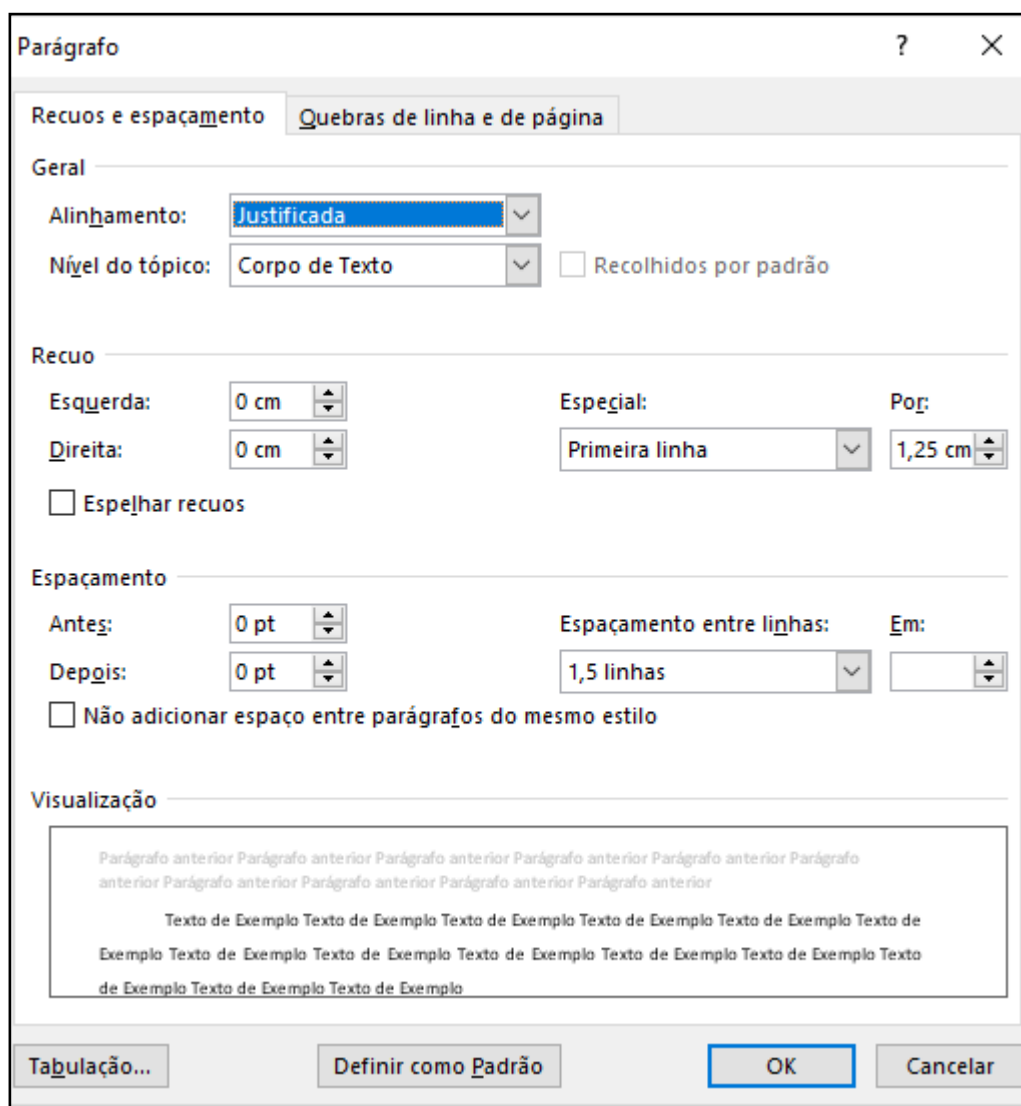 Parágrafo ?
Recuos e espaçamento Quebras de linha e de página
Geral
Alinhamento: Justificada
Nível do tópico: Corpo de Texto Recolhidos por padrão
Recuo
Esquerda: 0 cm Especial: Por:
Direita: 0 cm Primeira linha 1,25 cm
Espelhar recuos
Espaçamento
Antes: 0 pt Espaçamento entre linhas: Em:
Depois: 0 pt 1,5 linhas
Não adicionar espaço entre parágrafos do mesmo estilo
Visualização
Parágrafo anterior Parágrafo anterior Parágrafo anterior Parágrafo anterior Parágrafo anterior Parágrafo
anterior Parágrafo anterior Parágrafo anterior Parágrafo anterior Parágrafo anterior
Texto de Exemplo Texto de Exemplo Texto de Exemplo Texto de Exemplo Texto de Exemplo Texto de
Exemplo Texto de Exemplo Texto de Exemplo Texto de Exemplo Texto de Exemplo Texto de Exemplo Texto
de Exemplo Texto de Exemplo Texto de Exemplo
Tabulação... Definir como Padrão OK Cancelar